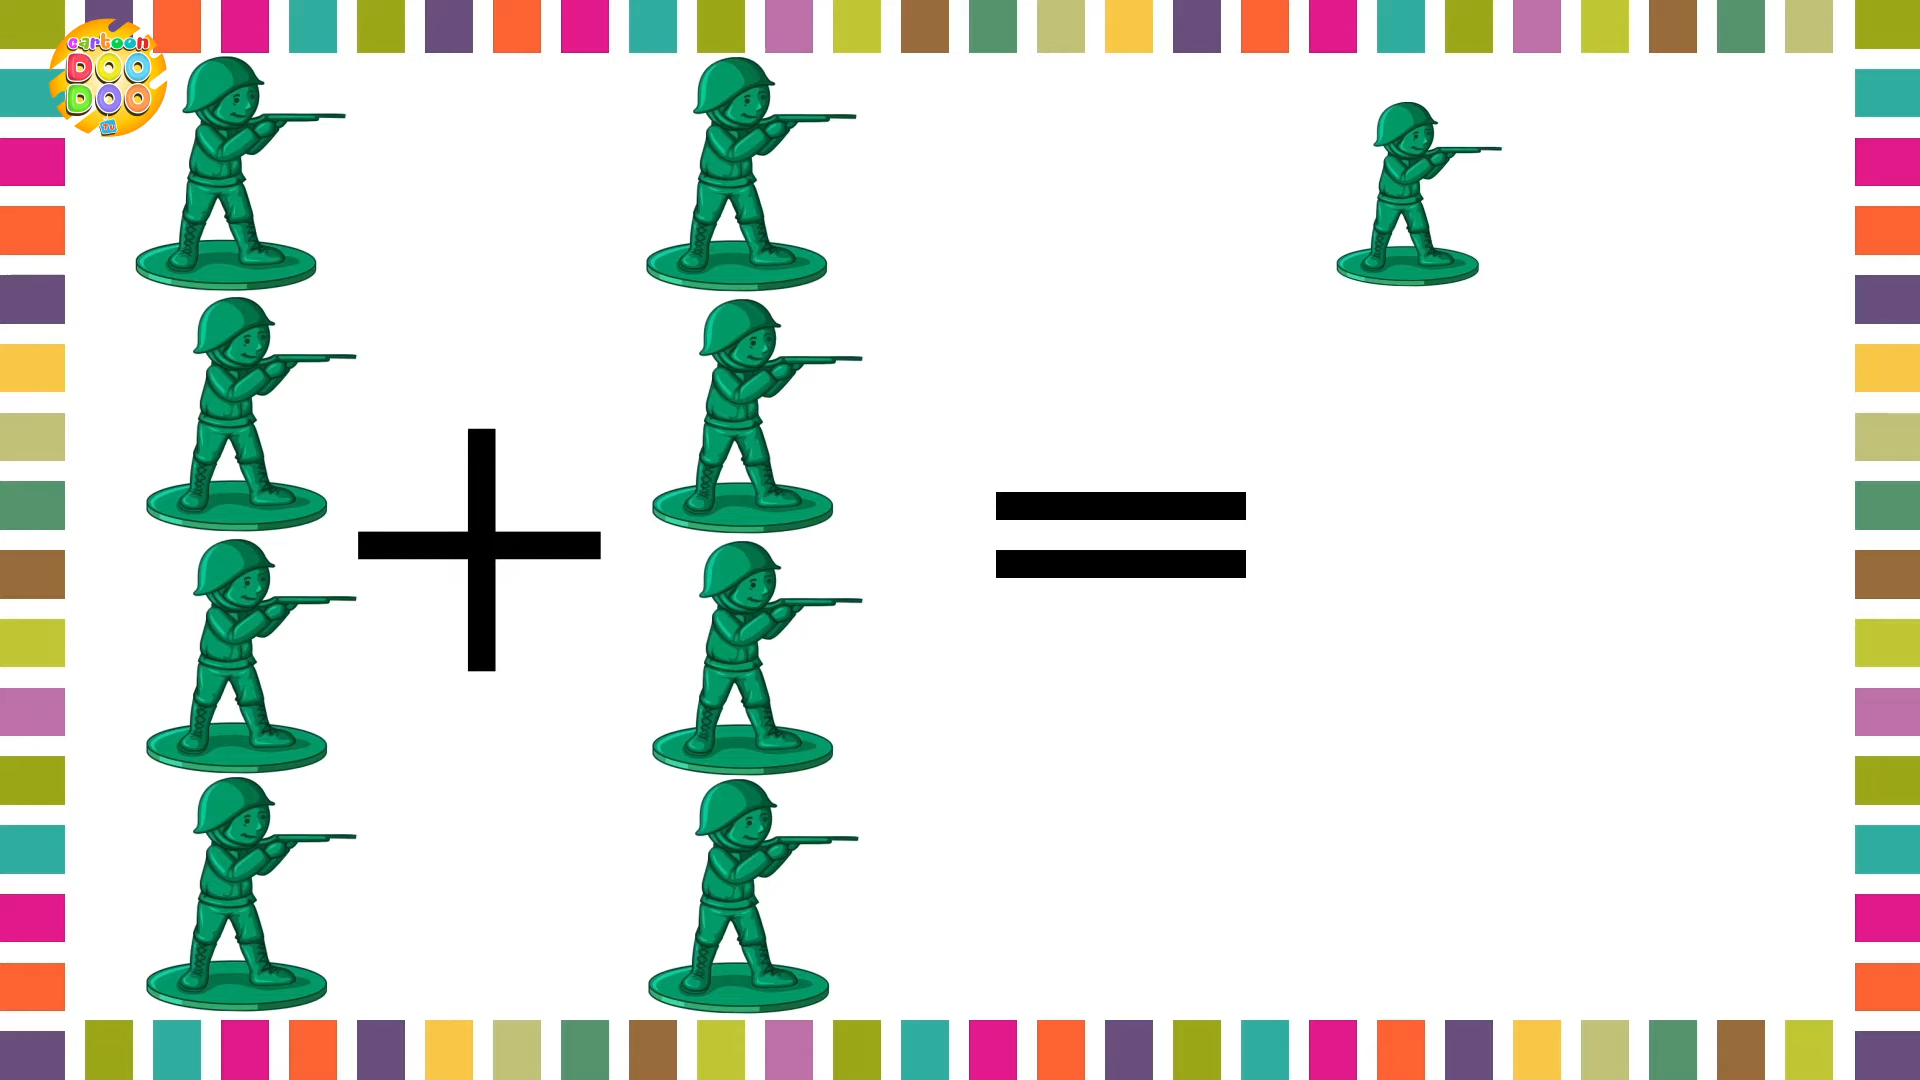 cartoon
DOO
DOO
TV
+
=